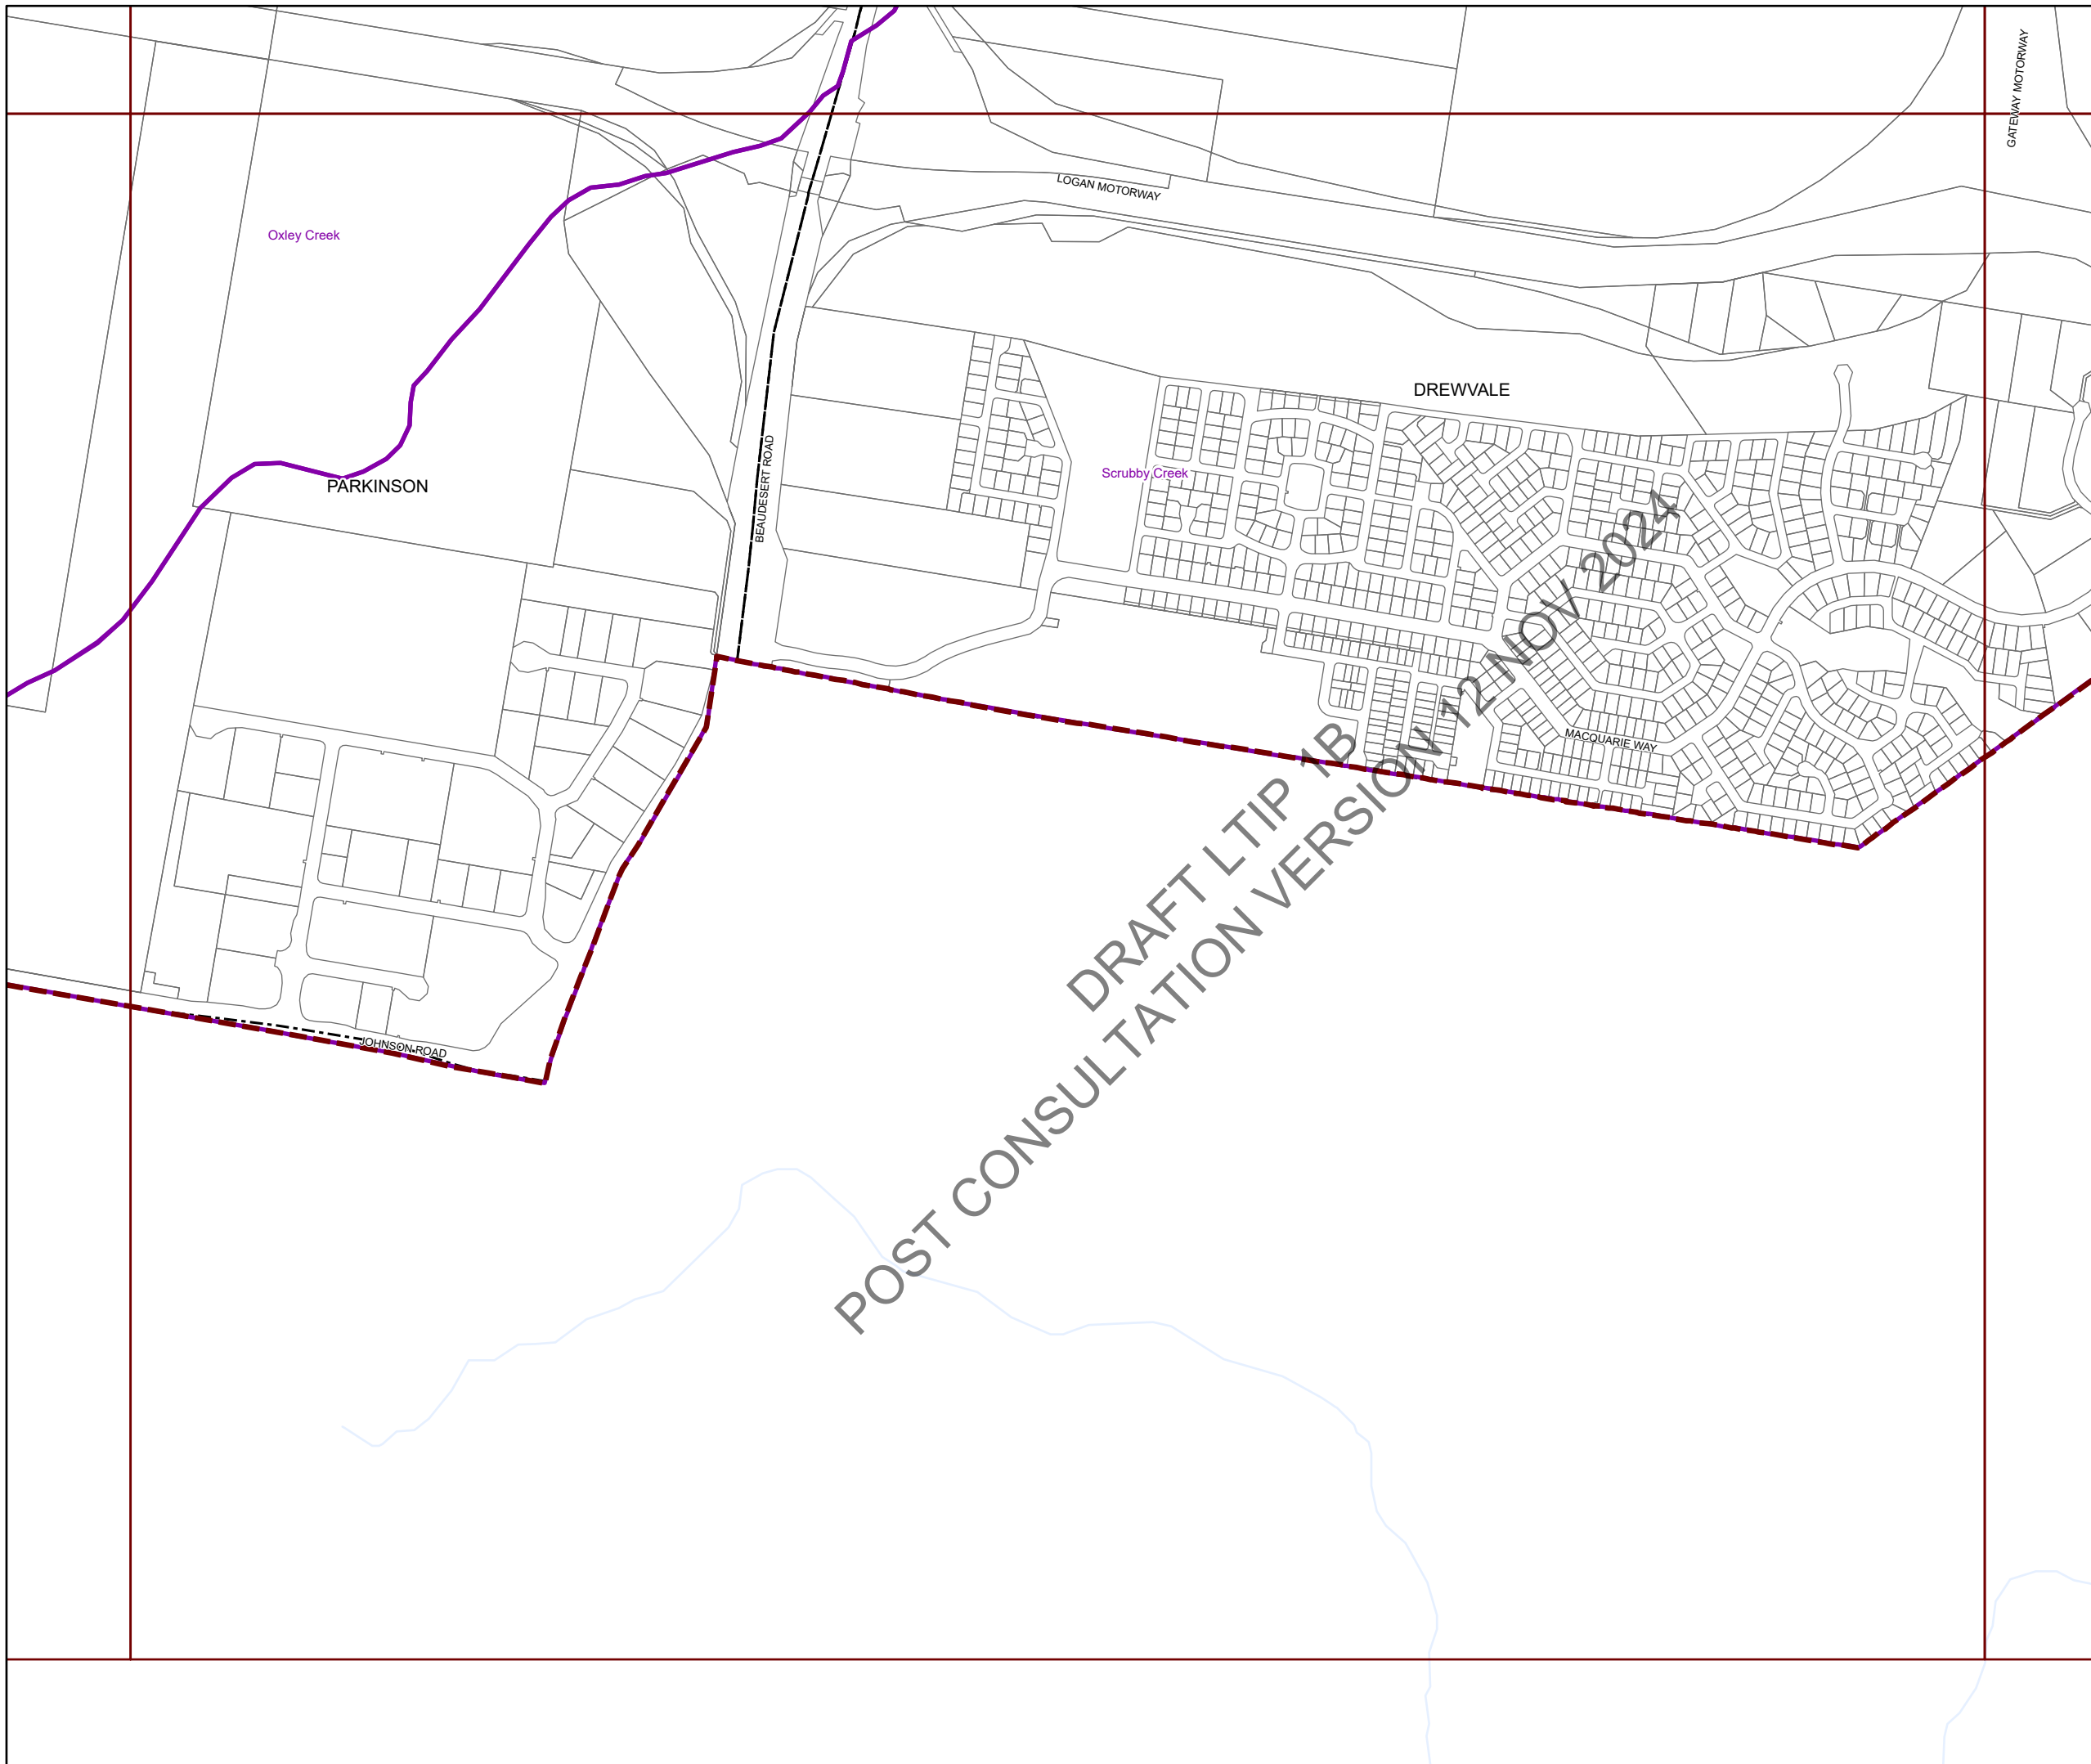 GATEWAY MOTORWAY
LOGAN MOTORWAY
Oxley Creek
DREWVALE
BEAUDESERT ROAD
Scrubby Creek
PARKINSON
MACQUARIE WAY
JOHNSON ROAD
DRAFT LTIP 1B
POST CONSULTATION VERSION 12 NOV 2024